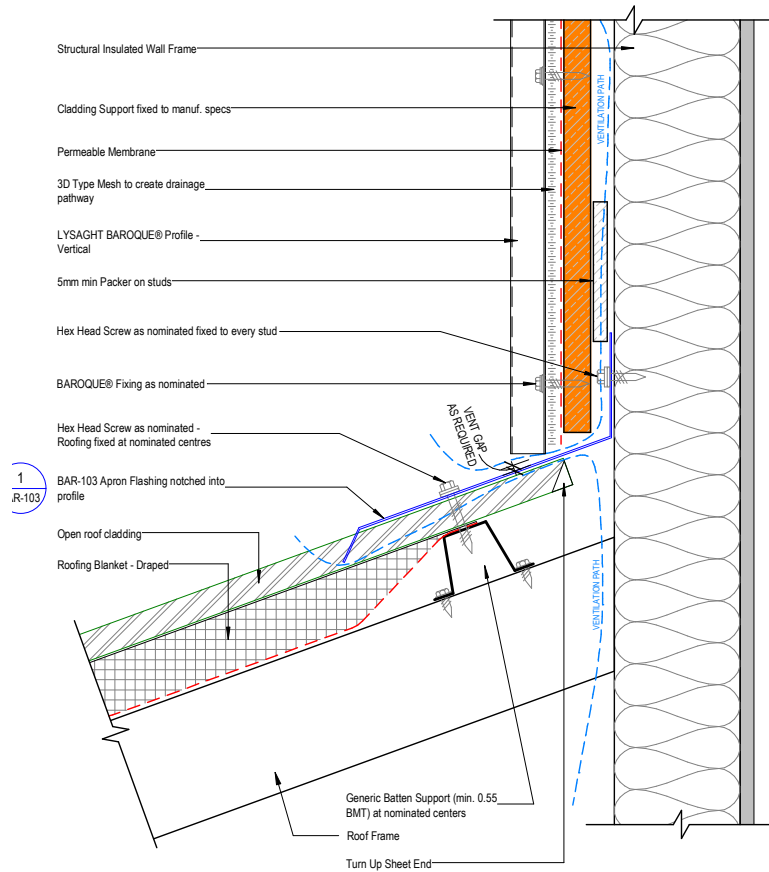 Structural Insulated Wall Frame
Cladding Support fixed to manuf. specs
Permeable Membrane
3D Type Mesh to create drainage
pathway
LYSAGHT BAROQUE® Profile -
Vertical
5mm min Packer on studs
Hex Head Screw as nominated fixed to every stud
BAROQUE® Fixing as nominated
Hex Head Screw as nominated -
Roofing fixed at nominated centres
1
R-103
BAR-103 Apron Flashing notched into
profile
Open roof cladding
Roofing Blanket - Draped
VENTILATION PATH
VENT GAP
AS REQUIRED
VENTILATION PATH
Generic Batten Support (min. 0.55
BMT) at nominated centers
Roof Frame
Turn Up Sheet End